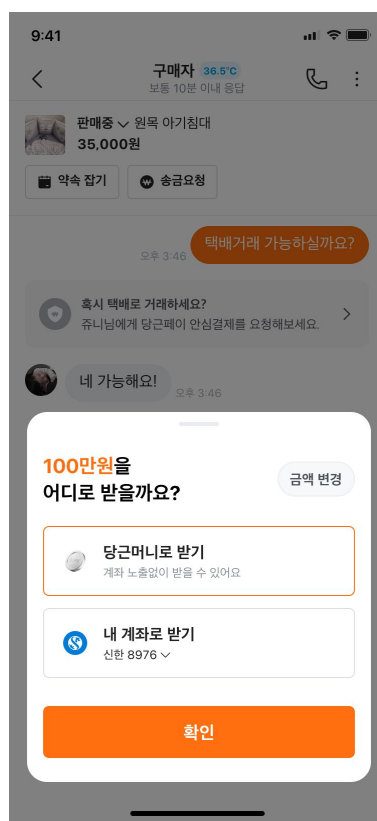 9:41
구매자 36.5°C
보통 10분 이내 응답
판매중 원목 아기침대
35,000원
약속 잡기
송금요청
택배거래 가능하실까요?
오후 3:46
혹시 택배로 거래하세요?
쥬니님에게 당근페이 안심결제를 요청해보세요.
네 가능해요!
오후 3:46
100만원을
어디로 받을까요?
금액 변경
당근머니로 받기
계좌 노출없이 받을 수 있어요
내 계좌로 받기
신한 8976
확인